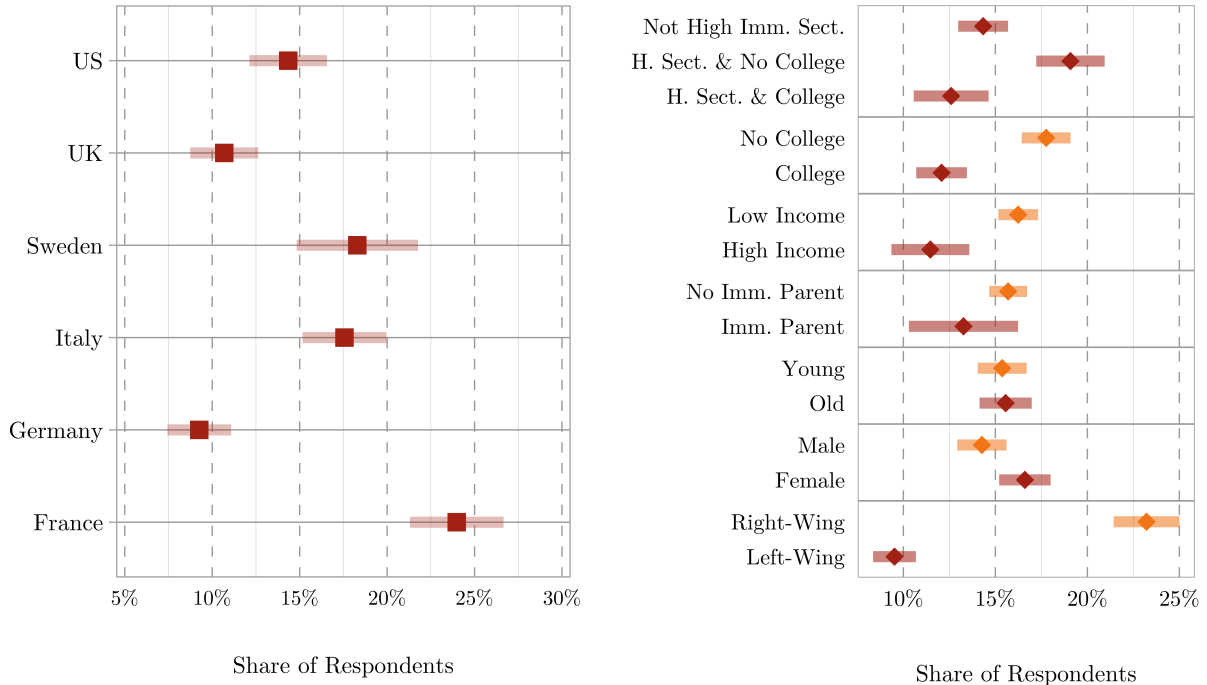 US
UK
Sweden
Italy
Germany
France
5% 10% 15% 20% 25% 30%
Share of Respondents
Not High Imm. Sect.
H. Sect. & No College
H. Sect. & College
No College
College
Low Income
High Income
No Imm. Parent
Imm. Parent
Young
Old
Male
Female
Right-Wing
Left-Wing
10% 15% 20% 25%
Share of Respondents